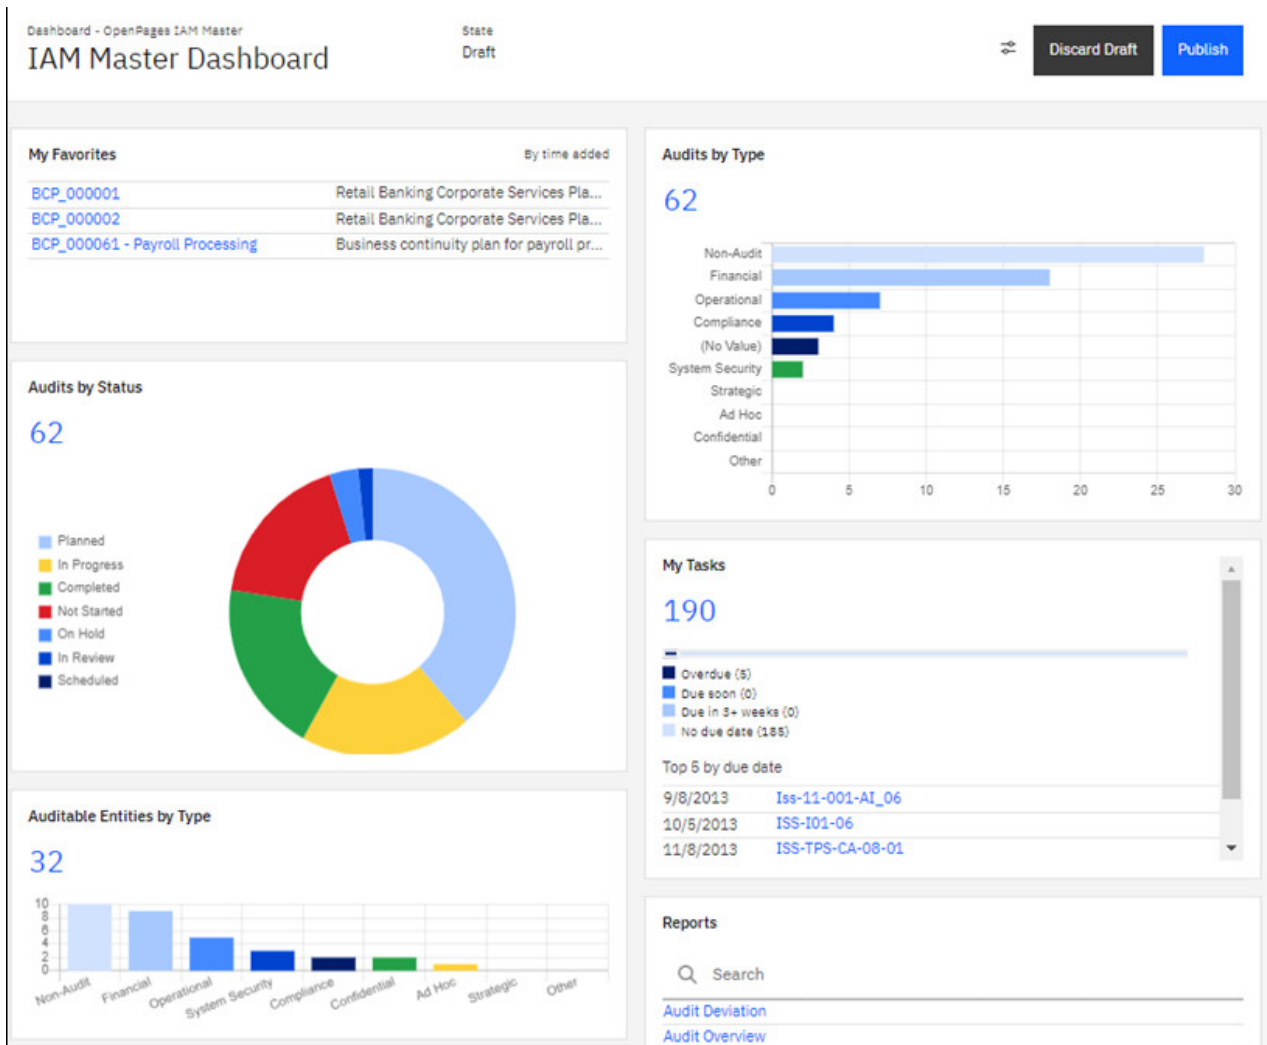 Dashboard - OpenPages IAM Master
IAM Master Dashboard
State
Draft
Discard Draft
Publish
My Favorites
By time added
BCP_000001 Retail Banking Corporate Services Pla...
BCP_000002 Retail Banking Corporate Services Pla...
BCP_000061 - Payroll Processing Business continuity plan for payroll pr...
Audits by Status
62
Planned
In Progress
Completed
Not Started
On Hold
In Review
Scheduled
Auditable Entities by Type
32
10
8
6
4
2
0
Non-Audit Financial Operational System Security Compliance Confidential Ad Hoc Strategic Other
Audits by Type
62
Non-Audit
Financial
Operational
Compliance
(No Value)
System Security
Strategic
Ad Hoc
Confidential
Other
0 5 10 15 20 25 30
My Tasks
190
Overdue (5)
Due soon (0)
Due in 3+ weeks (0)
No due date (185)
Top 5 by due date
9/8/2013 Iss-11-001-AI_06
10/5/2013 ISS-I01-06
11/8/2013 ISS-TPS-CA-08-01
Reports
Search
Audit Deviation
Audit Overview